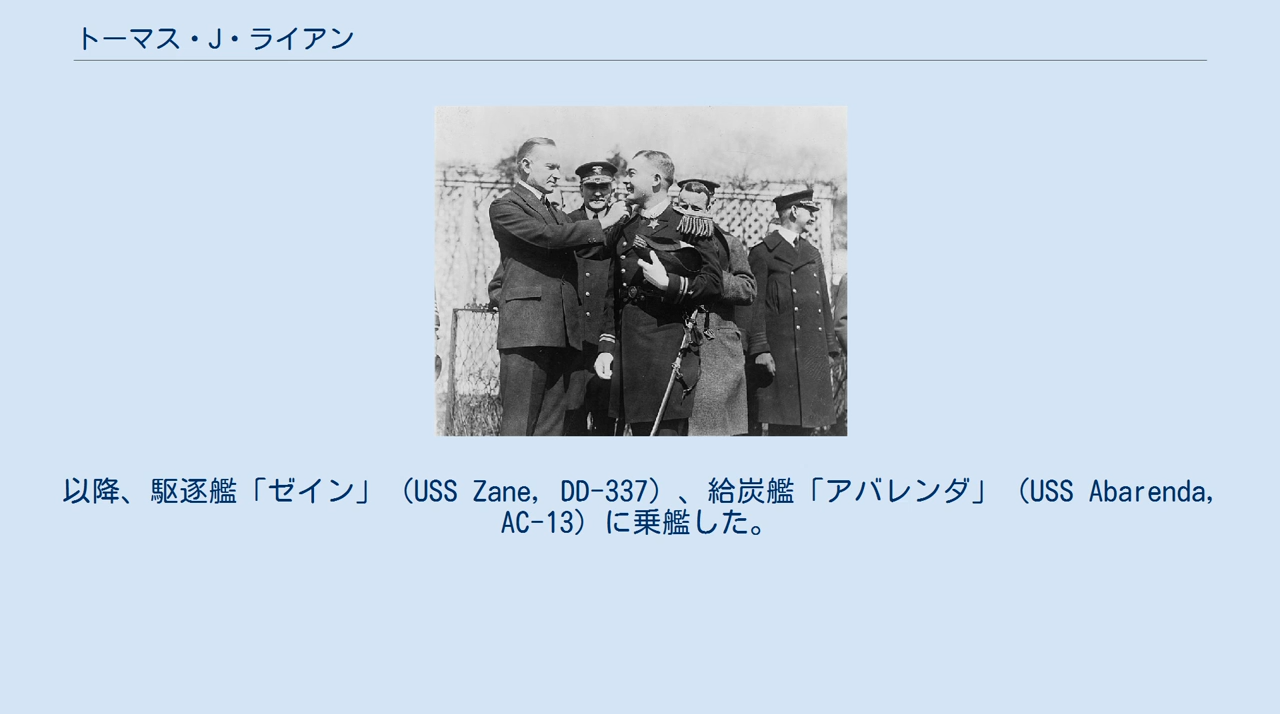 トーマス・J・ライアン
以降、駆逐艦「ゼイン」（USS Zane, DD-337）、給炭艦「アバレンダ」（USS Abarenda,
AC-13）に乗艦した。